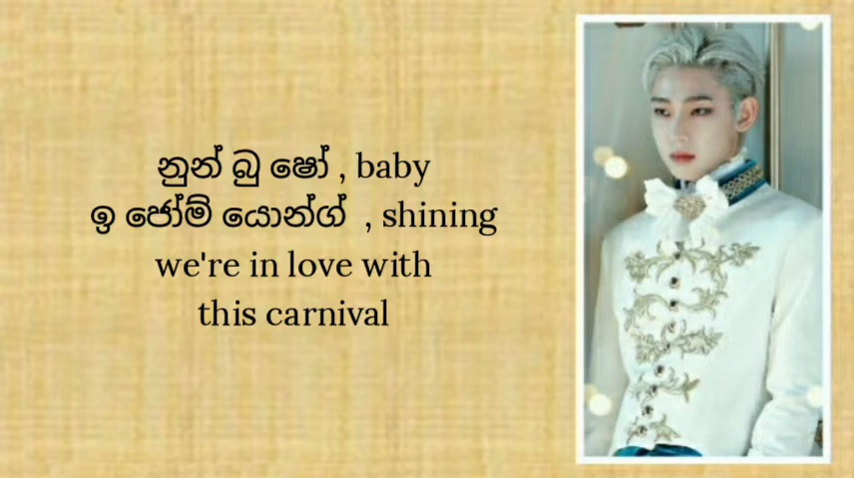 නුන් බු ෂෝ , baby
ඉ ජෝම් යොන්ග් , shining
we're in love with
this carnival